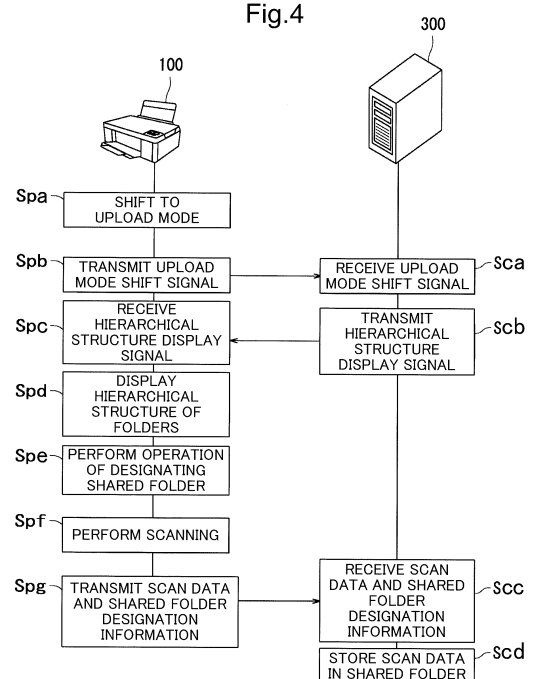 Fig.4
300
100
Spa
SHIFT TO
UPLOAD MODE
Spb
TRANSMIT UPLOAD
MODE SHIFT SIGNAL
RECEIVE UPLOAD
MODE SHIFT SIGNAL
Sca
Spc
RECEIVE
HIERARCHICAL
STRUCTURE DISPLAY
SIGNAL
TRANSMIT
HIERARCHICAL
STRUCTURE
DISPLAY SIGNAL
Scb
Spd
DISPLAY
HIERARCHICAL
STRUCTURE OF
FOLDERS
Spe
PERFORM OPERATION
OF DESIGNATING
SHARED FOLDER
Spf
PERFORM SCANNING
Spg
TRANSMIT SCAN DATA
AND SHARED FOLDER
DESIGNATION
INFORMATION
RECEIVE SCAN
DATA AND SHARED
FOLDER
DESIGNATION
INFORMATION
Scc
STORE SCAN DATA
IN SHARED FOLDER
Scd